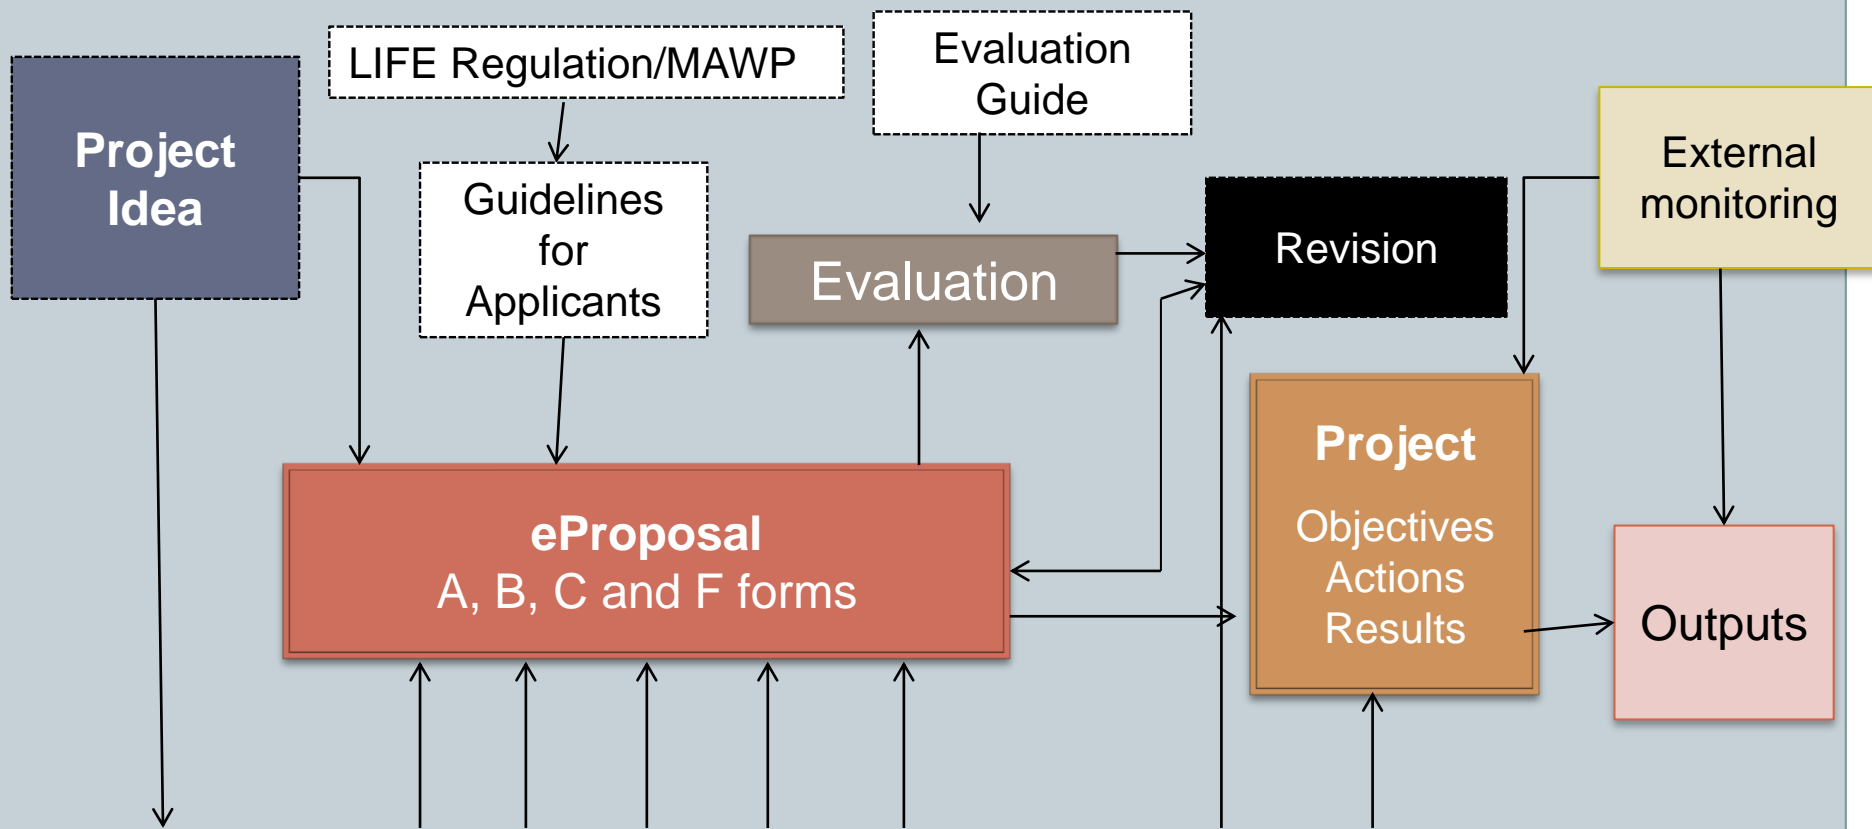 Project
Idea
LIFE Regulation/MAWP
Guidelines
for
Applicants
Evaluation
Guide
Evaluation
Revision
External
monitoring
eProposal
A, B, C and F forms
Project
Objectives
Actions
Results
Outputs